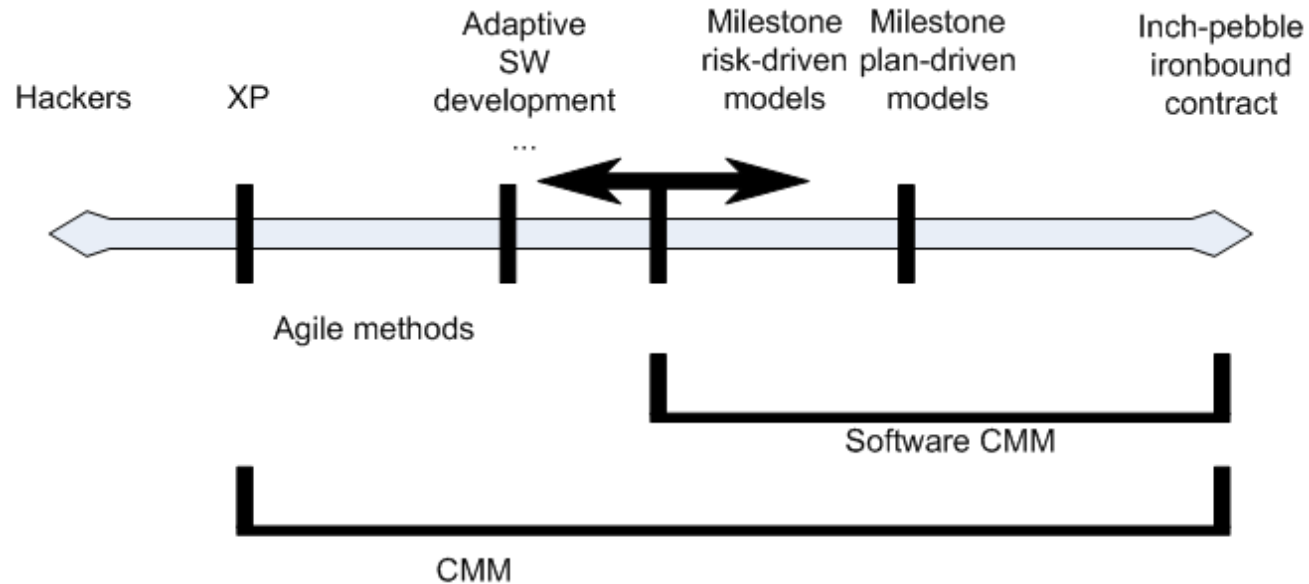 Hackers
XP
Adaptive
SW
development
...
Milestone
risk-driven
models
Milestone
plan-driven
models
Inch-pebble
ironbound
contract
Agile methods
Software CMM
CMM